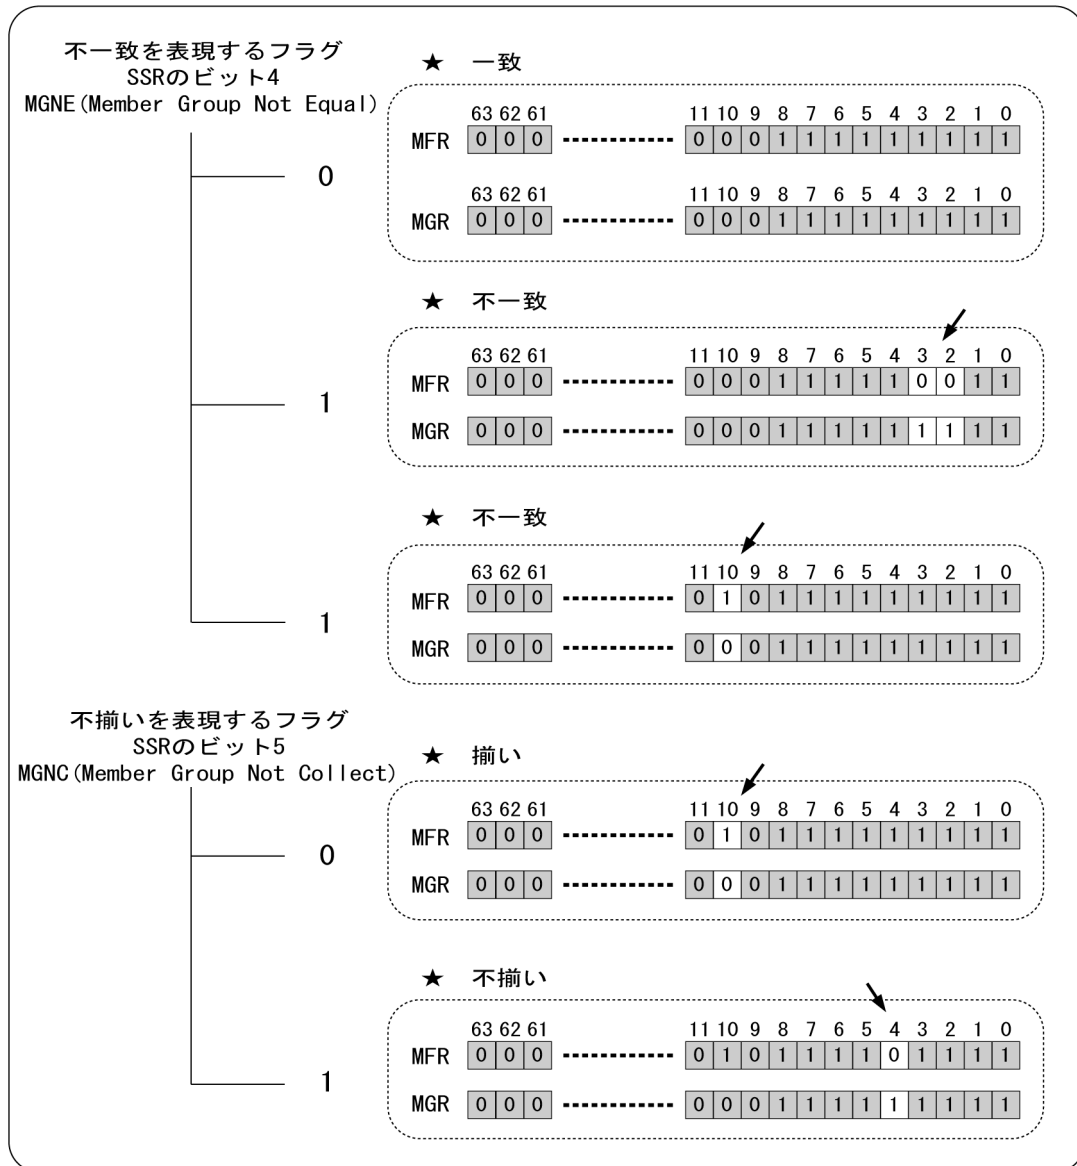 不一致を表現するフラグ
SSRのビット4
MGNE(Member Group Not Equal)
0
★ 一致
63 62 61 11 10 9 8 7 6 5 4 3 2 1 0
MFR 0 0 0 0 0 0 1 1 1 1 1 1 1 1 1
63 62 61 11 10 9 8 7 6 5 4 3 2 1 0
MGR 0 0 0 0 0 0 1 1 1 1 1 1 1 1 1
1
★ 不一致
63 62 61 11 10 9 8 7 6 5 4 3 2 1 0
MFR 0 0 0 0 0 0 1 1 1 1 1 0 0 1 1
MGR 0 0 0 0 0 0 1 1 1 1 1 1 1 1 1
1
★ 不一致
63 62 61 11 10 9 8 7 6 5 4 3 2 1 0
MFR 0 0 0 0 1 0 1 1 1 1 1 1 1 1 1
MGR 0 0 0 0 0 0 1 1 1 1 1 1 1 1 1
不揃いを表現するフラグ
SSRのビット5
MGNC(Member Group Not Collect)
0
★ 揃い
63 62 61 11 10 9 8 7 6 5 4 3 2 1 0
MFR 0 0 0 0 1 0 1 1 1 1 1 1 1 1 1
MGR 0 0 0 0 0 0 1 1 1 1 1 1 1 1 1
1
★ 不揃い
63 62 61 11 10 9 8 7 6 5 4 3 2 1 0
MFR 0 0 0 0 1 0 1 1 1 1 0 1 1 1 1
MGR 0 0 0 0 0 0 1 1 1 1 1 1 1 1 1